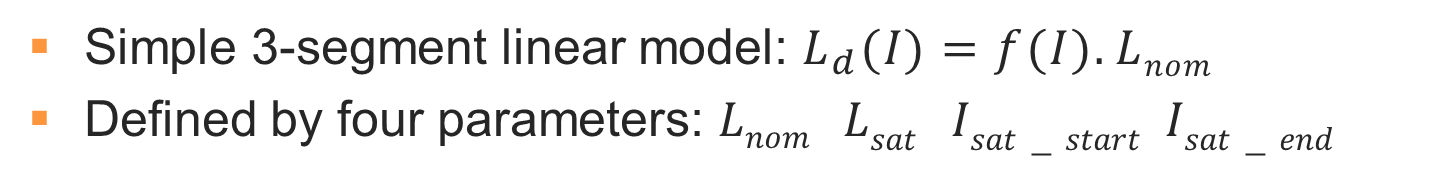 ▪ Simple 3-segment linear model: L_d(I) = f(I). L_nom
▪ Defined by four parameters: L_nom L_sat I_sat _ start I_sat _ end